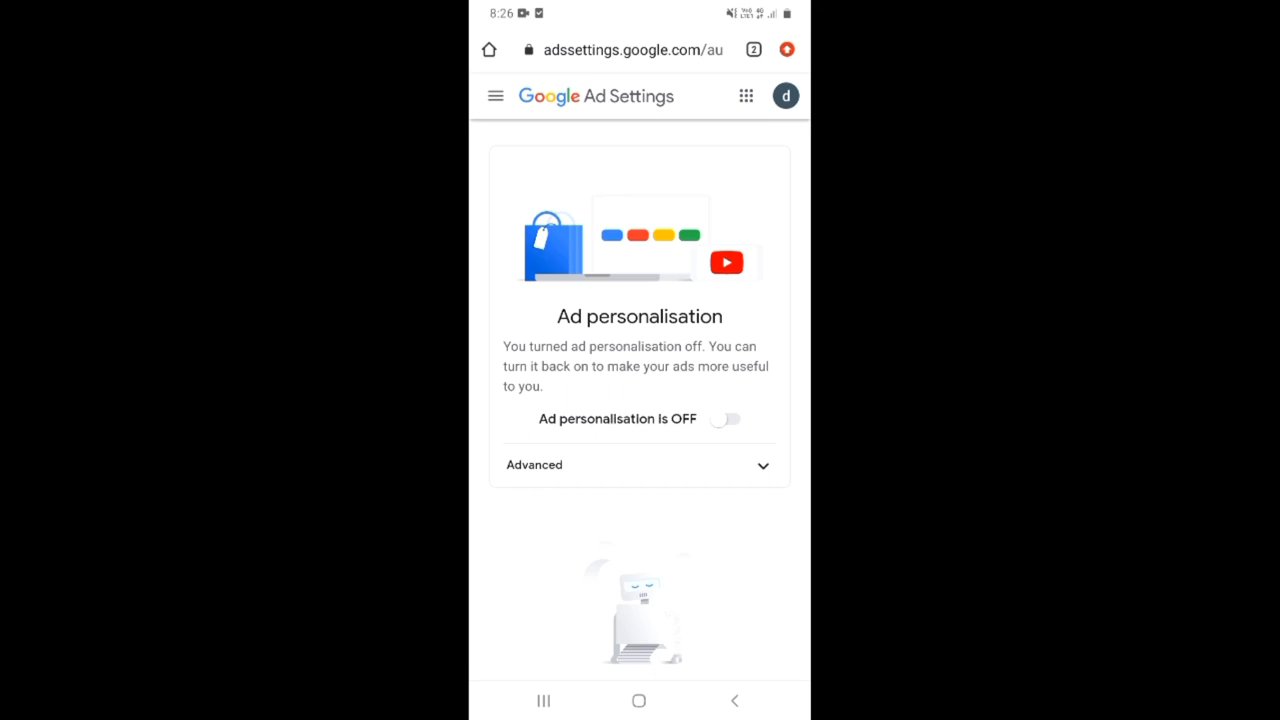 8:26
adssettings.google.com/au
2
Google Ad Settings
d
Ad personalisation
You turned ad personalisation off. You can
turn it back on to make your ads more useful
to you.
Ad personalisation is OFF
Advanced